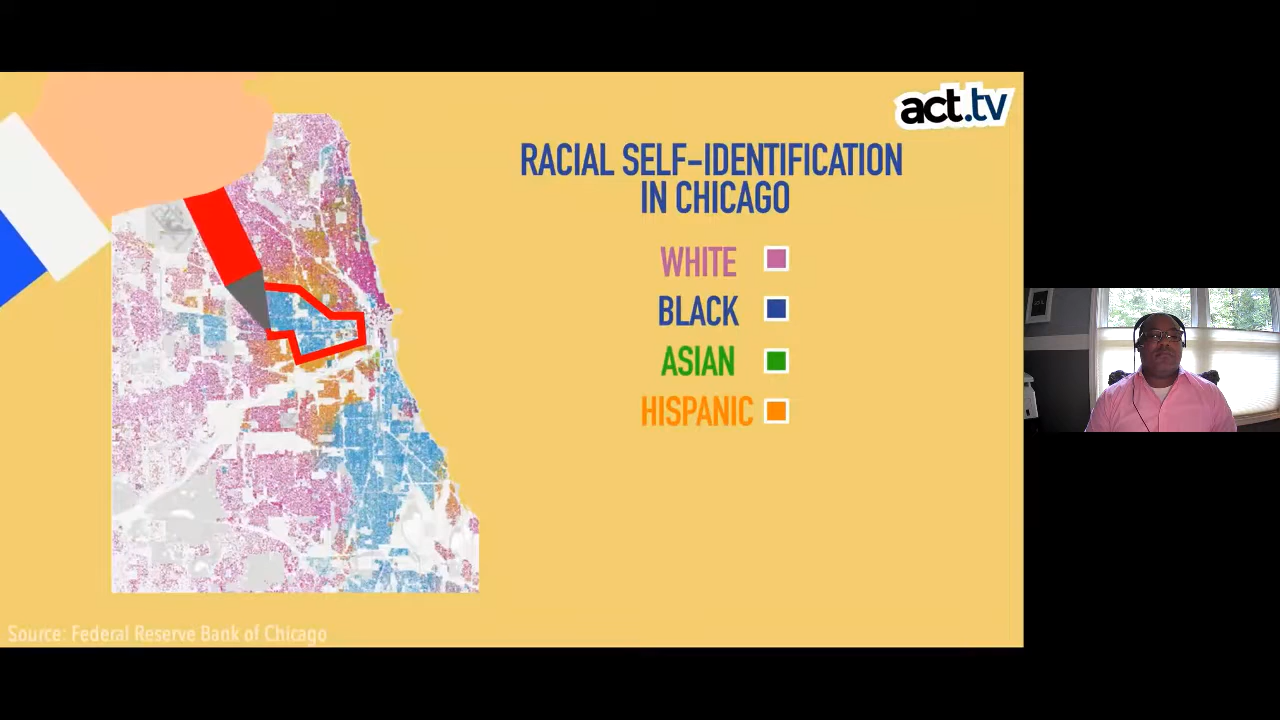 act.tv
RACIAL SELF-IDENTIFICATION
IN CHICAGO
WHITE
BLACK
ASIAN
HISPANIC
Source: Federal Reserve Bank of Chicago